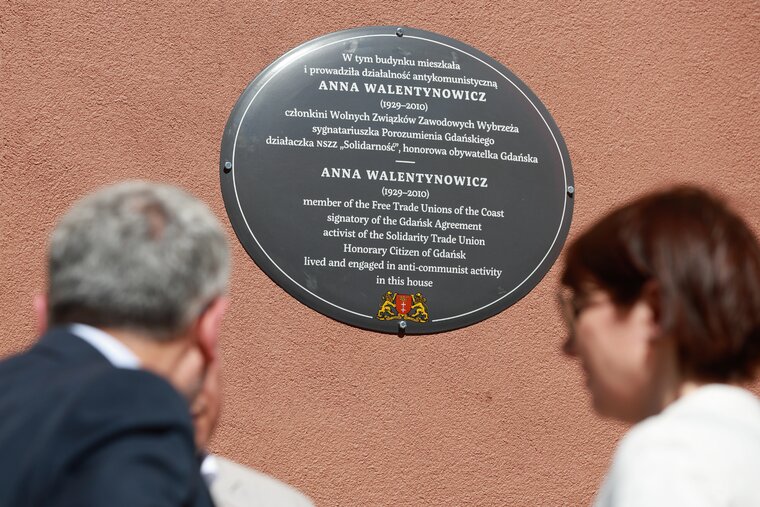 W tym budynku mieszkała
i prowadziła działalność antykomunistyczną
ANNA WALENTYNOWICZ
(1929–2010)
członkini Wolnych Związków Zawodowych Wybrzeża
sygnatariuszka Porozumienia Gdańskiego
działaczka NSZZ „Solidarność”, honorowa obywatelka Gdańska
ANNA WALENTYNOWICZ
(1929–2010)
member of the Free Trade Unions of the Coast
signatory of the Gdańsk Agreement
activist of the Solidarity Trade Union
Honorary Citizen of Gdańsk
lived and engaged in anti-communist activity
in this house